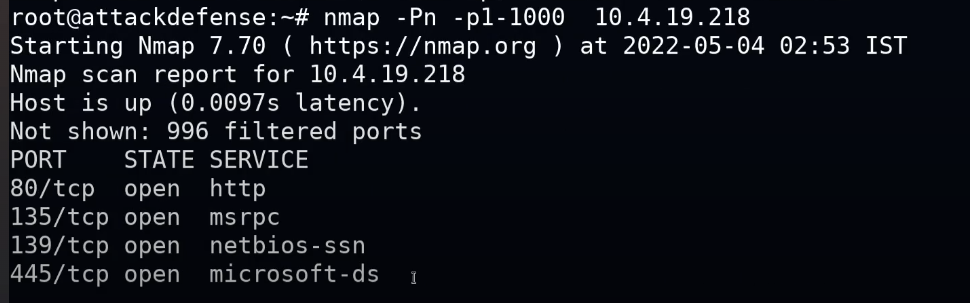 root@attackdefense:~# nmap -Pn -p1-1000  10.4.19.218
Starting Nmap 7.70 ( https://nmap.org ) at 2022-05-04 02:53 IST
Nmap scan report for 10.4.19.218
Host is up (0.0097s latency).
Not shown: 996 filtered ports
PORT    STATE SERVICE
80/tcp  open  http
135/tcp open  msrpc
139/tcp open  netbios-ssn
445/tcp open  microsoft-ds